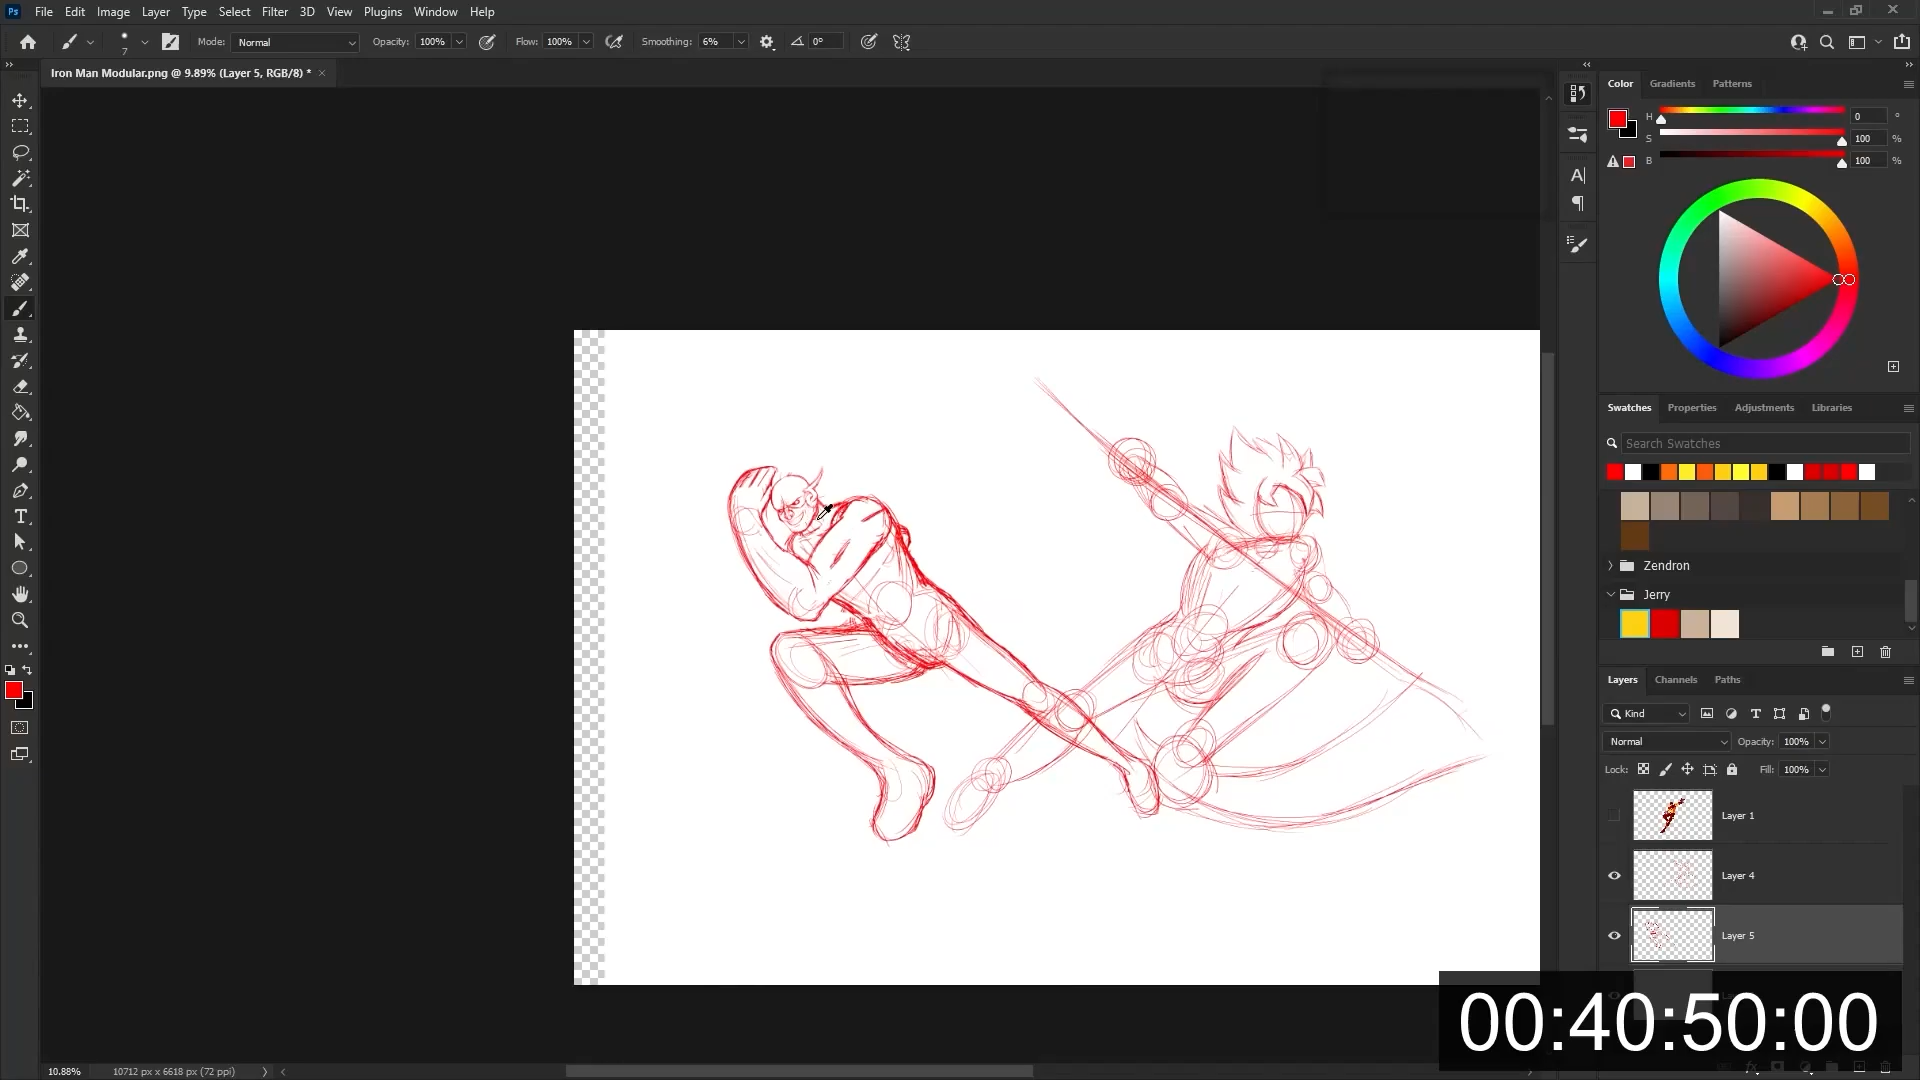 File Edit Image Layer Type Select Filter 3D View Plugins Window Help
7 Mode: Normal Opacity: 100% Flow: 100% Smoothing: 6% 0°
Iron Man Modular.png @ 9.89% (Layer 5, RGB/8) * ×
Color Gradients Patterns
H 0 °
S 100 %
B 100 %
Swatches Properties Adjustments Libraries
Search Swatches
Zendron
Jerry
Layers Channels Paths
Kind
Normal Opacity: 100%
Lock: Fill: 100%
Layer 1
Layer 4
Layer 5
00:40:50:00
10.88% 10712 px x 6618 px (72 ppi)